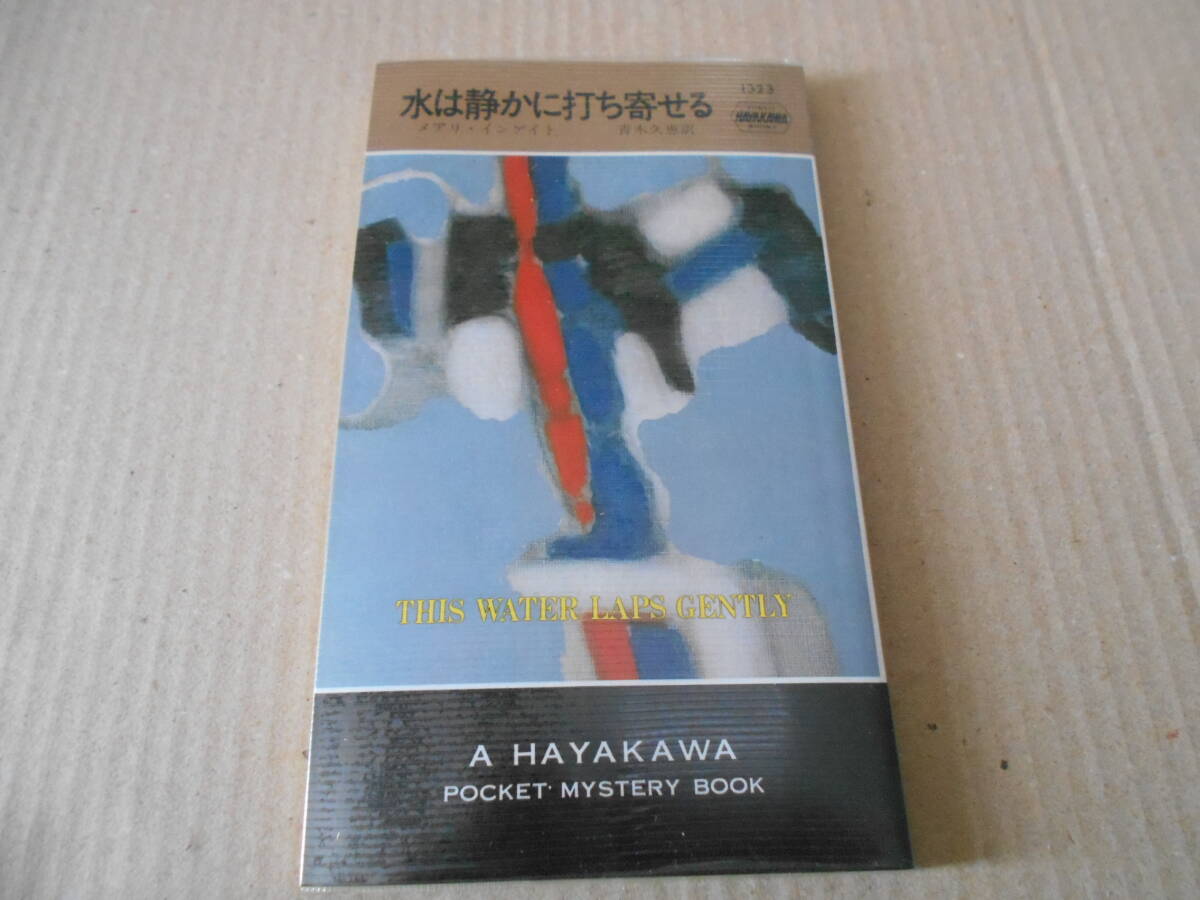 1323
水は静かに打ち寄せる
HAYAKAWA
メアリ・インゲイト 青木久恵訳
THIS WATER LAPS GENTLY
A HAYAKAWA
POCKET MYSTERY BOOK